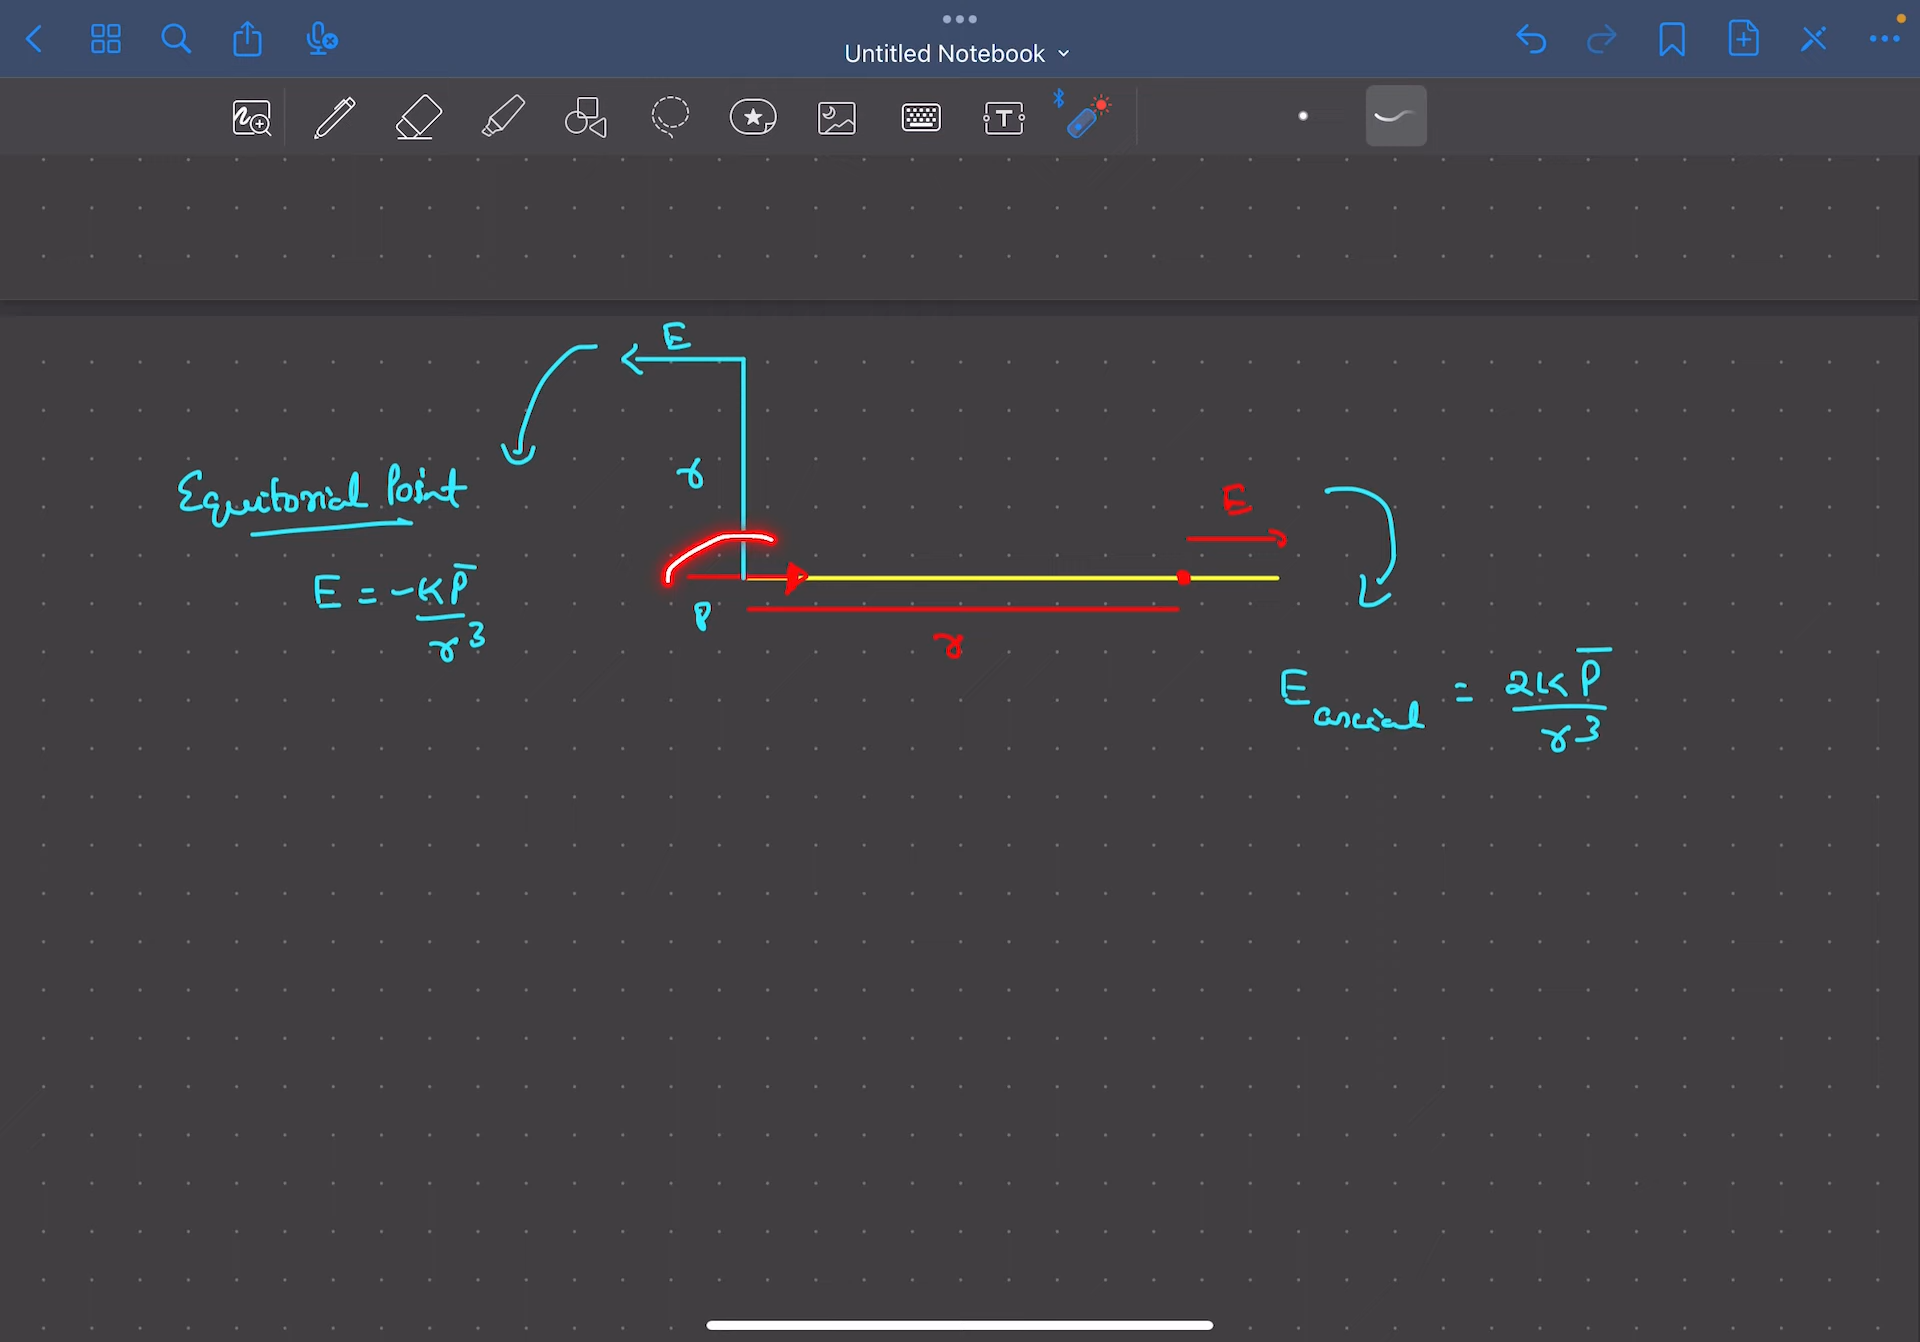 Untitled Notebook
T
E
Equitorial Point
r
E
E = -KP̅
r³
P
r
E axial = 2KP̅
r³